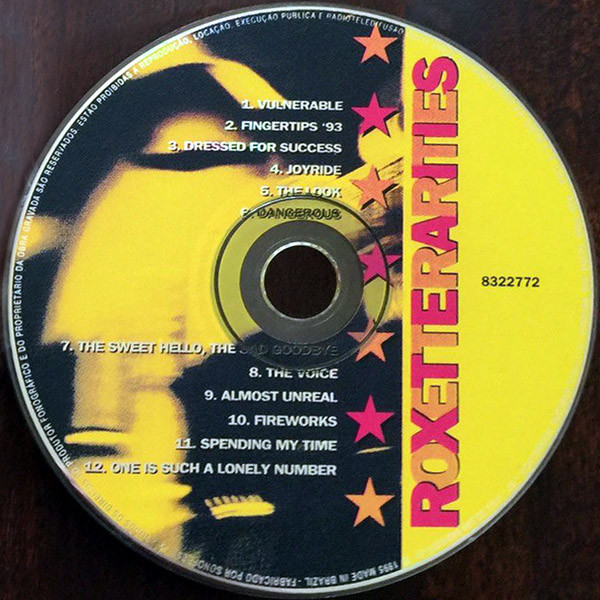 1. VULNERABLE
2. FINGERTIPS '93
3. DRESSED FOR SUCCESS
4. JOYRIDE
5. THE LOOK
6. DANGEROUS
7. THE SWEET HELLO, THE SAD GOODBYE
8. THE VOICE
9. ALMOST UNREAL
10. FIREWORKS
11. SPENDING MY TIME
12. ONE IS SUCH A LONELY NUMBER
ROXETTE RARITIES
8322772
PRODUTOR FONOGRÁFICO E DO PROPRIETÁRIO DA OBRA GRAVADA SÃO RESERVADOS. ESTÃO PROIBIDAS A REPRODUÇÃO, LOCAÇÃO, EXECUÇÃO PÚBLICA E RADIOTELEDIFUSÃO
1995 MADE IN BRAZIL - FABRICADO POR